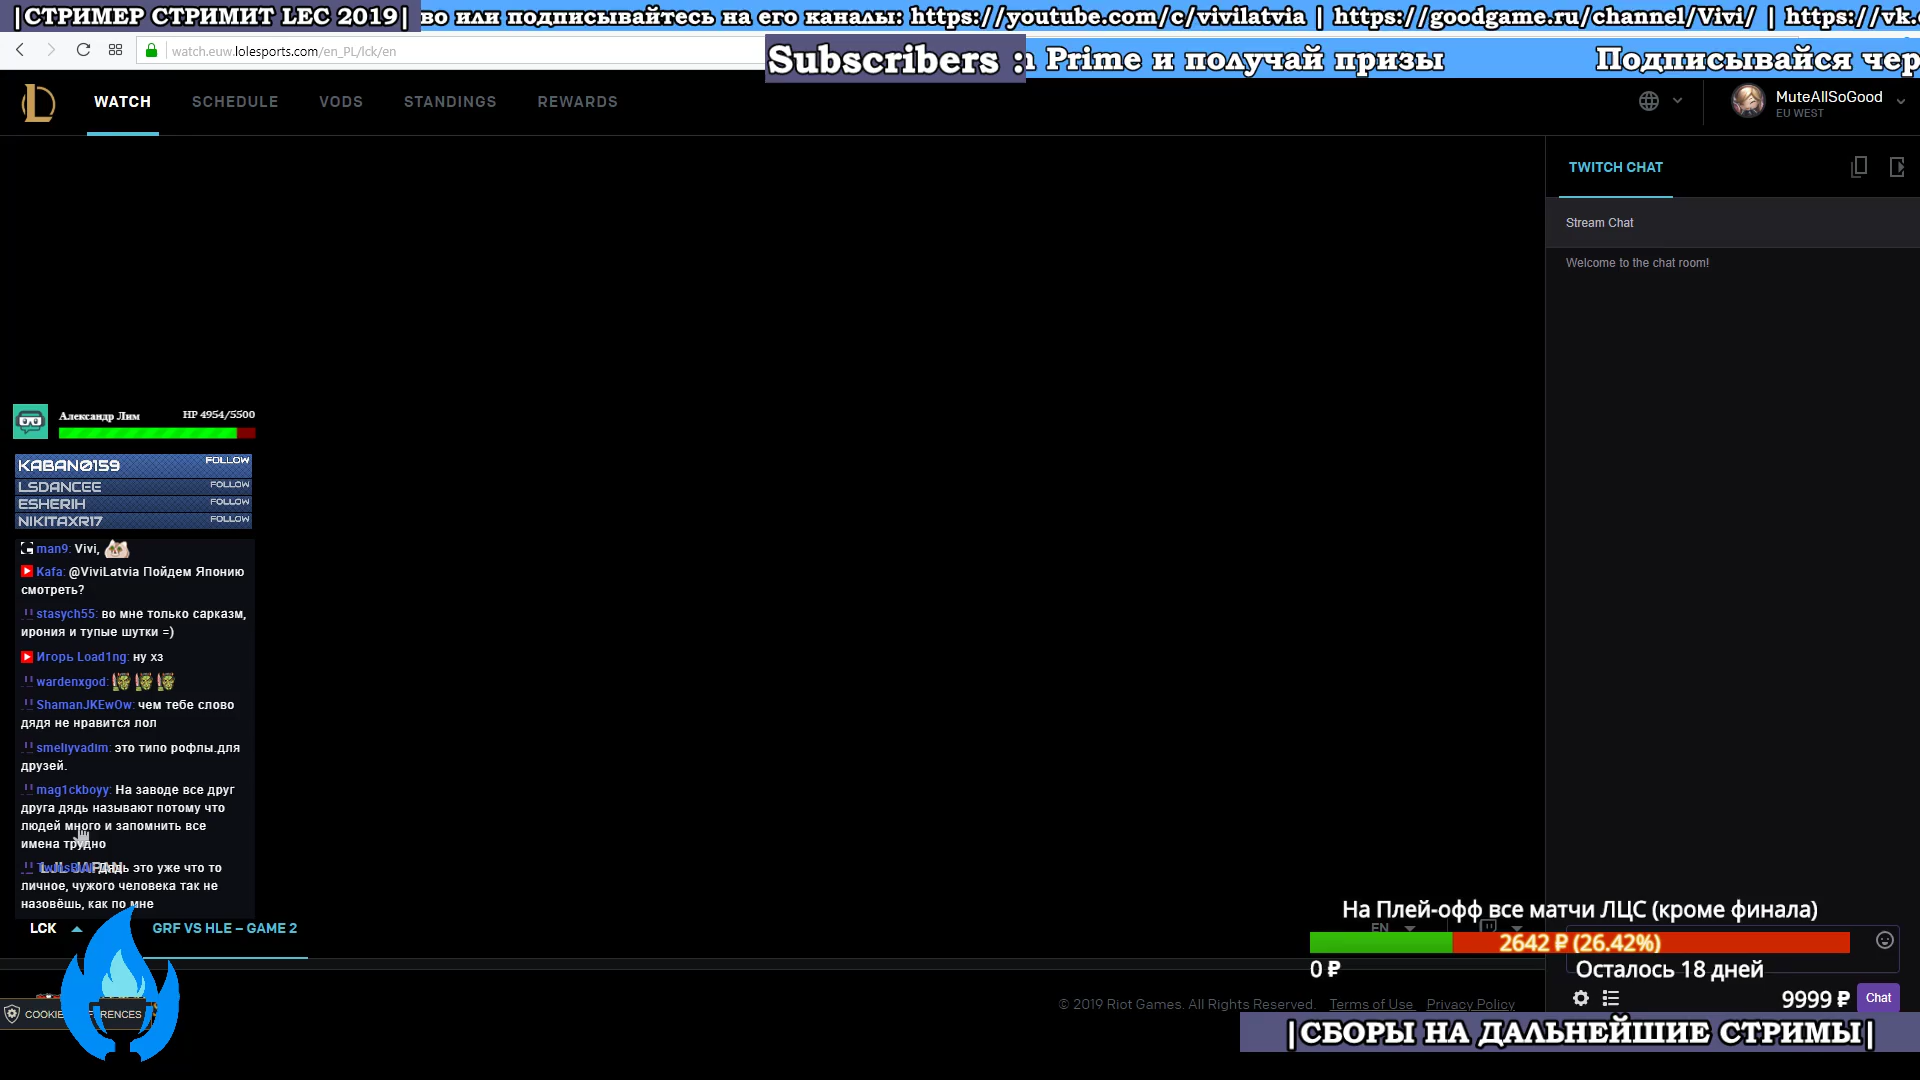 |СТРИМЕР СТРИМИТ LEC 2019| во или подписывайтесь на его каналы: https://youtube.com/c/vivilatvia | https://goodgame.ru/channel/Vivi/ | https://vk.
watch.euw.lolesports.com/en_PL/lck/en
Subscribers : Prime и получай призы Подписывайся чер
WATCH SCHEDULE VODS STANDINGS REWARDS
MuteAllSoGood
EU WEST
TWITCH CHAT
Stream Chat
Welcome to the chat room!
Александр Лим HP 4954/5500
KABAN0159 FOLLOW
LSDANCEE FOLLOW
ESHERIH FOLLOW
NIKITAXR17 FOLLOW
man9: Vivi,
Kafa: @ViviLatvia Пойдем Японию
смотреть?
stasych55: во мне только сарказм,
ирония и тупые шутки =)
Игорь Load1ng: ну хз
wardenxgod:
ShamanJKEwOw: чем тебе слово
дядя не нравится лол
smeliyvadim: это типо рофлы.для
друзей.
mag1ckboyy: На заводе все друг
друга дядь называют потому что
людей много и запомнить все
имена трудно
LJL JAPAN
это уже что то
личное, чужого человека так не
назовёшь, как по мне
LCK GRF VS HLE – GAME 2
EN
На Плей-офф все матчи ЛЦС (кроме финала)
2642 ₽ (26.42%)
0 ₽
Осталось 18 дней
9999 ₽
Chat
© 2019 Riot Games. All Rights Reserved. Terms of Use Privacy Policy
|СБОРЫ НА ДАЛЬНЕЙШИЕ СТРИМЫ|